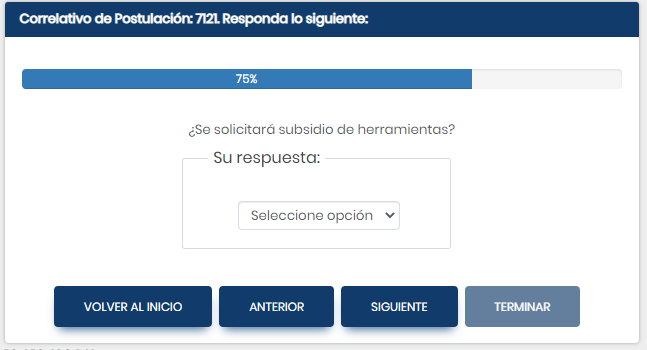 Correlativo de Postulación: 7121. Responda lo siguiente:
75%
¿Se solicitará subsidio de herramientas?
Su respuesta:
Seleccione opción
VOLVER AL INICIO
ANTERIOR
SIGUIENTE
TERMINAR